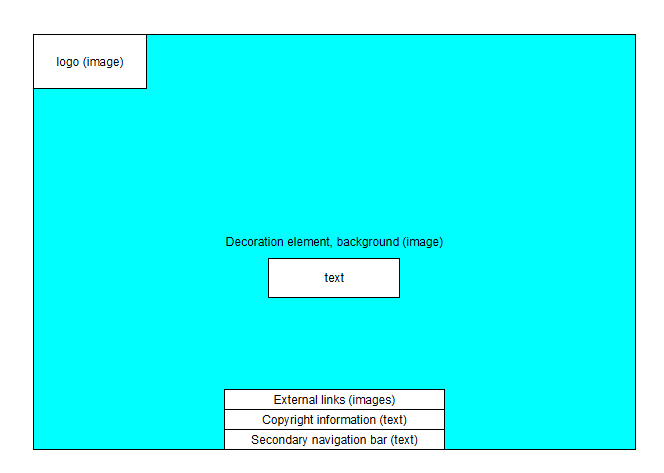 logo (image)
Decoration element, background (image)
text
External links (images)
Copyright information (text)
Secondary navigation bar (text)